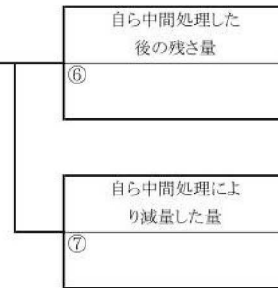 自ら中間処理した
後の残さ量
⑥
自ら中間処理によ
り減量した量
⑦